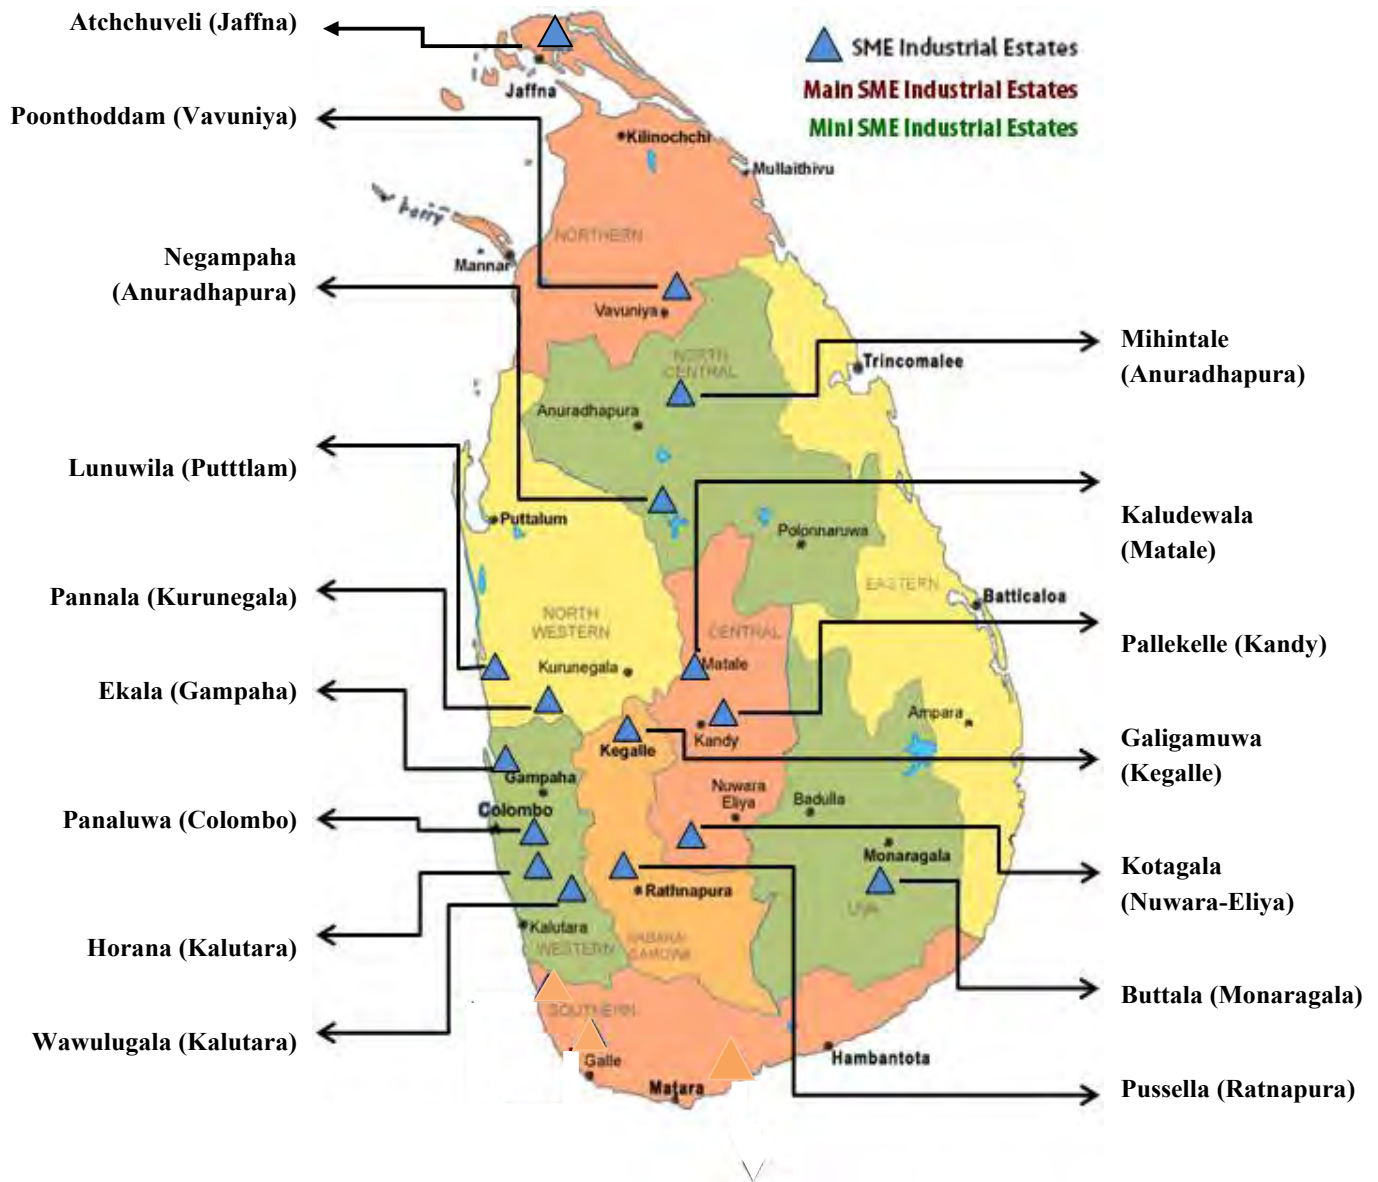 Atchchuveli (Jaffna)
Poonthoddam (Vavuniya)
Negampaha
(Anuradhapura)
Lunuwila (Putttlam)
Pannala (Kurunegala)
Ekala (Gampaha)
Panaluwa (Colombo)
Horana (Kalutara)
Wawulugala (Kalutara)
SME Industrial Estates
Main SME Industrial Estates
Mini SME Industrial Estates
Jaffna
Kilinochchi
Mullaithivu
Ferry
NORTHERN
Mannar
Vavuniya
NORTH
CENTRAL
Trincomalee
Anuradhapura
Puttalum
Polonnaruwa
EASTERN
Batticaloa
NORTH
WESTERN
CENTRAL
Kurunegala
Matale
Ampara
Kandy
Kegalle
Gampaha
Nuwara
Eliya
Badulla
Colombo
Monaragala
Rathnapura
UVA
Kalutara
WESTERN
SABARA-
GAMUWA
SOUTHERN
Galle
Hambantota
Matara
Mihintale
(Anuradhapura)
Kaludewala
(Matale)
Pallekelle (Kandy)
Galigamuwa
(Kegalle)
Kotagala
(Nuwara-Eliya)
Buttala (Monaragala)
Pussella (Ratnapura)